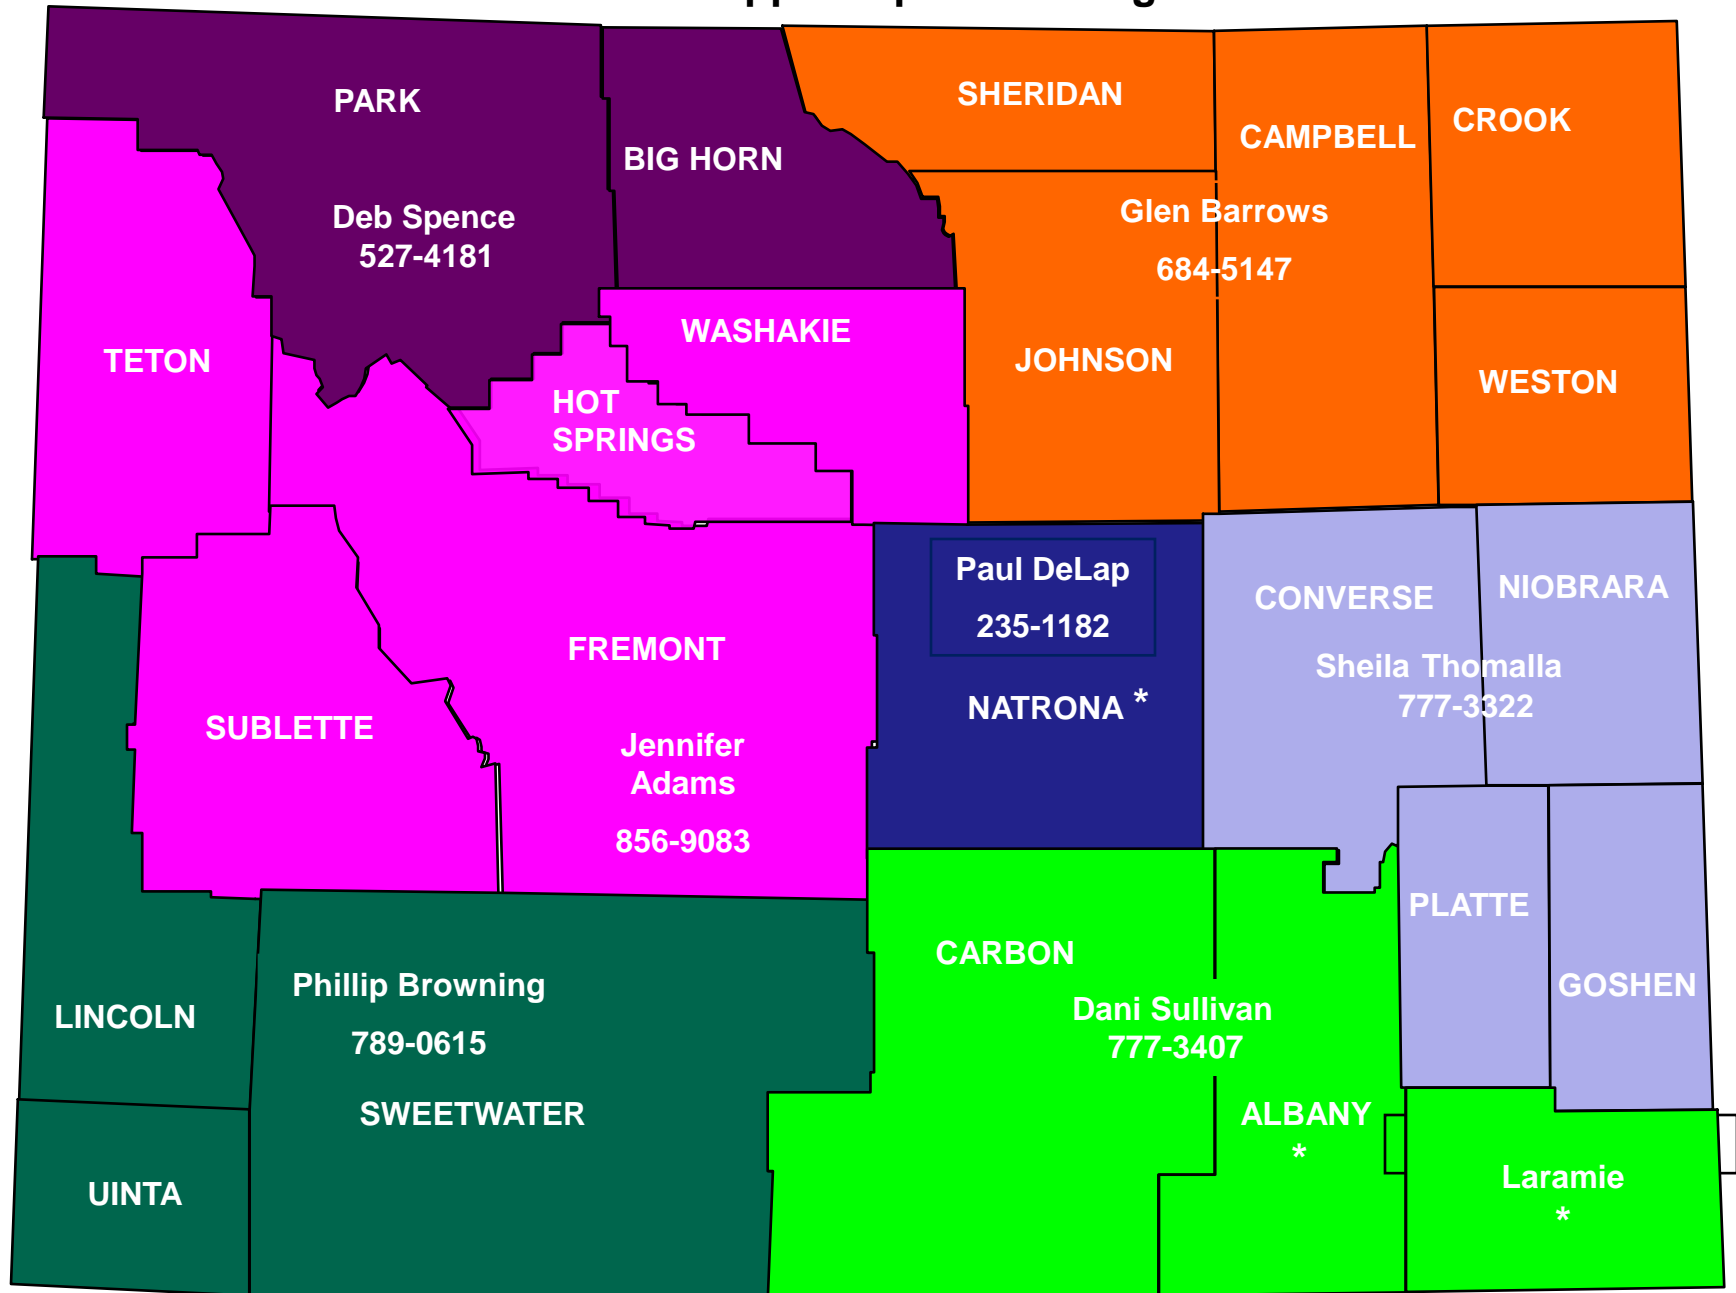 PARK
BIG HORN
SHERIDAN
CAMPBELL
CROOK
Deb Spence
527-4181
Glen Barrows
684-5147
TETON
WASHAKIE
JOHNSON
WESTON
HOT
SPRINGS
Paul DeLap
235-1182
NATRONA *
CONVERSE
NIOBRARA
Sheila Thomalla
777-3322
FREMONT
SUBLETTE
Jennifer
Adams
856-9083
PLATTE
GOSHEN
CARBON
Dani Sullivan
777-3407
LINCOLN
Phillip Browning
789-0615
SWEETWATER
ALBANY
*
UINTA
Laramie
*